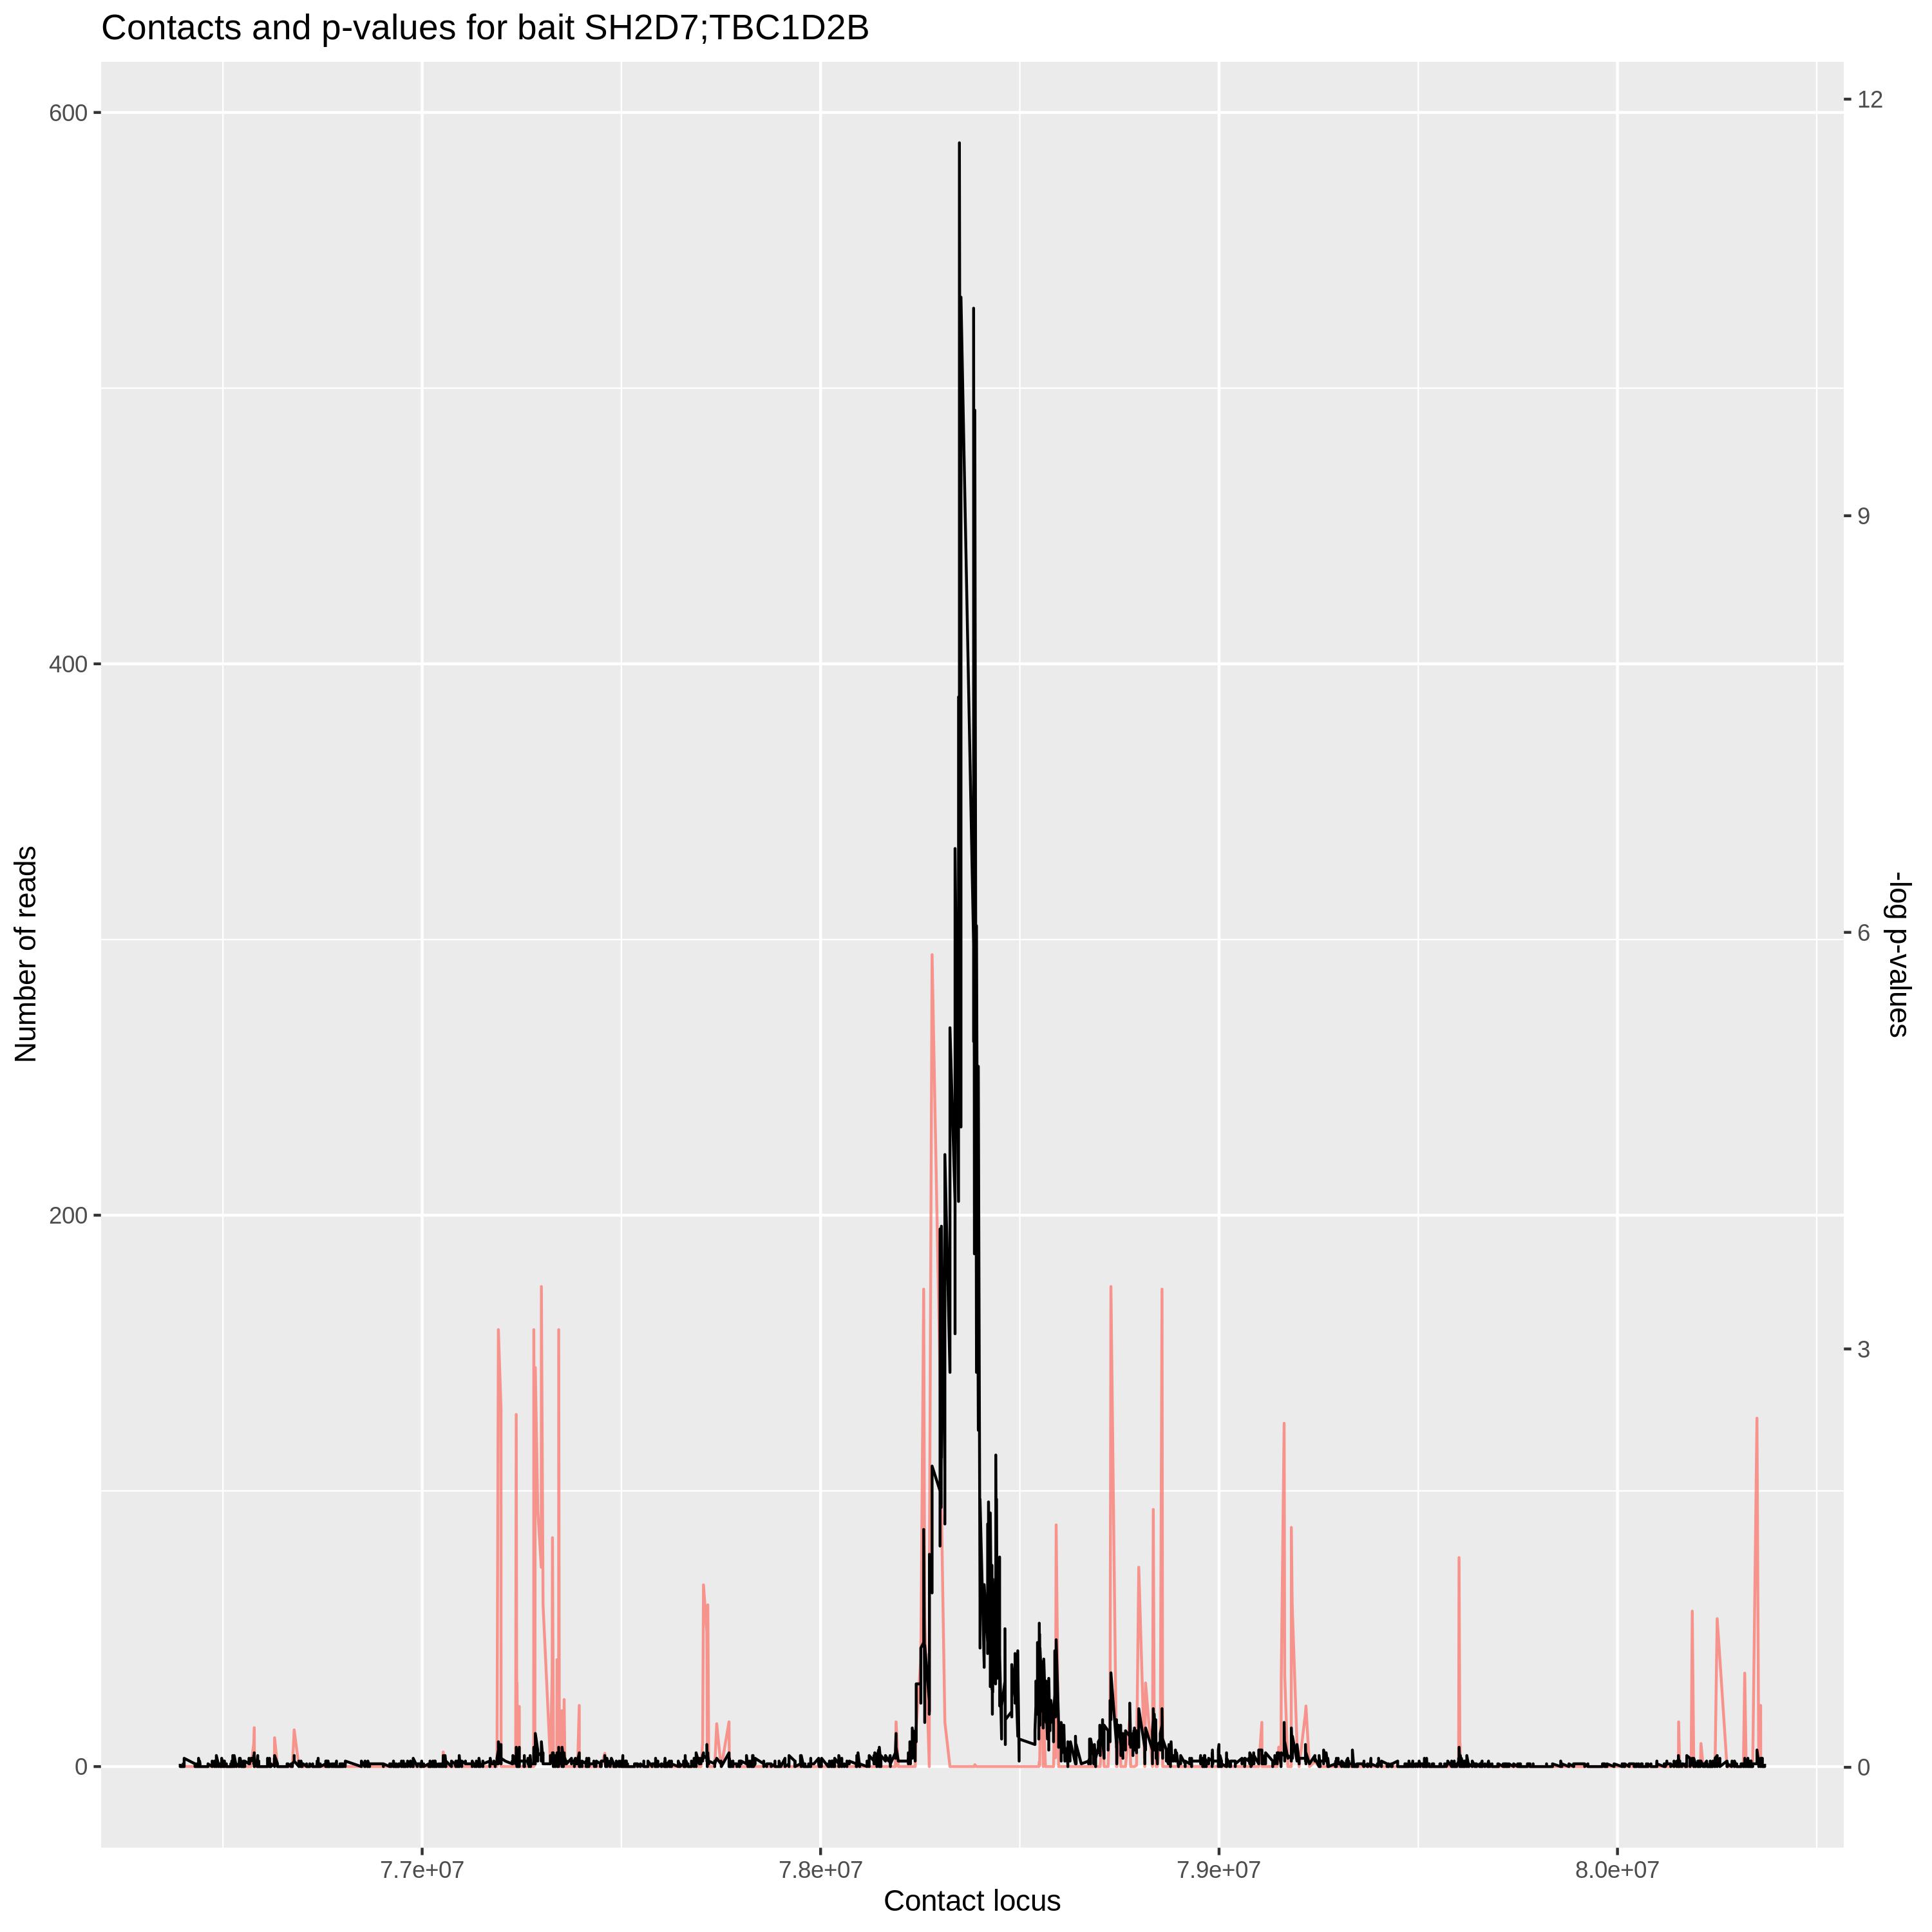 Contacts and p-values for bait SH2D7;TBC1D2B
600
400
200
0
Number of reads
12
9
6
3
0
-log p-values
7.7e+07
7.8e+07
7.9e+07
8.0e+07
Contact locus